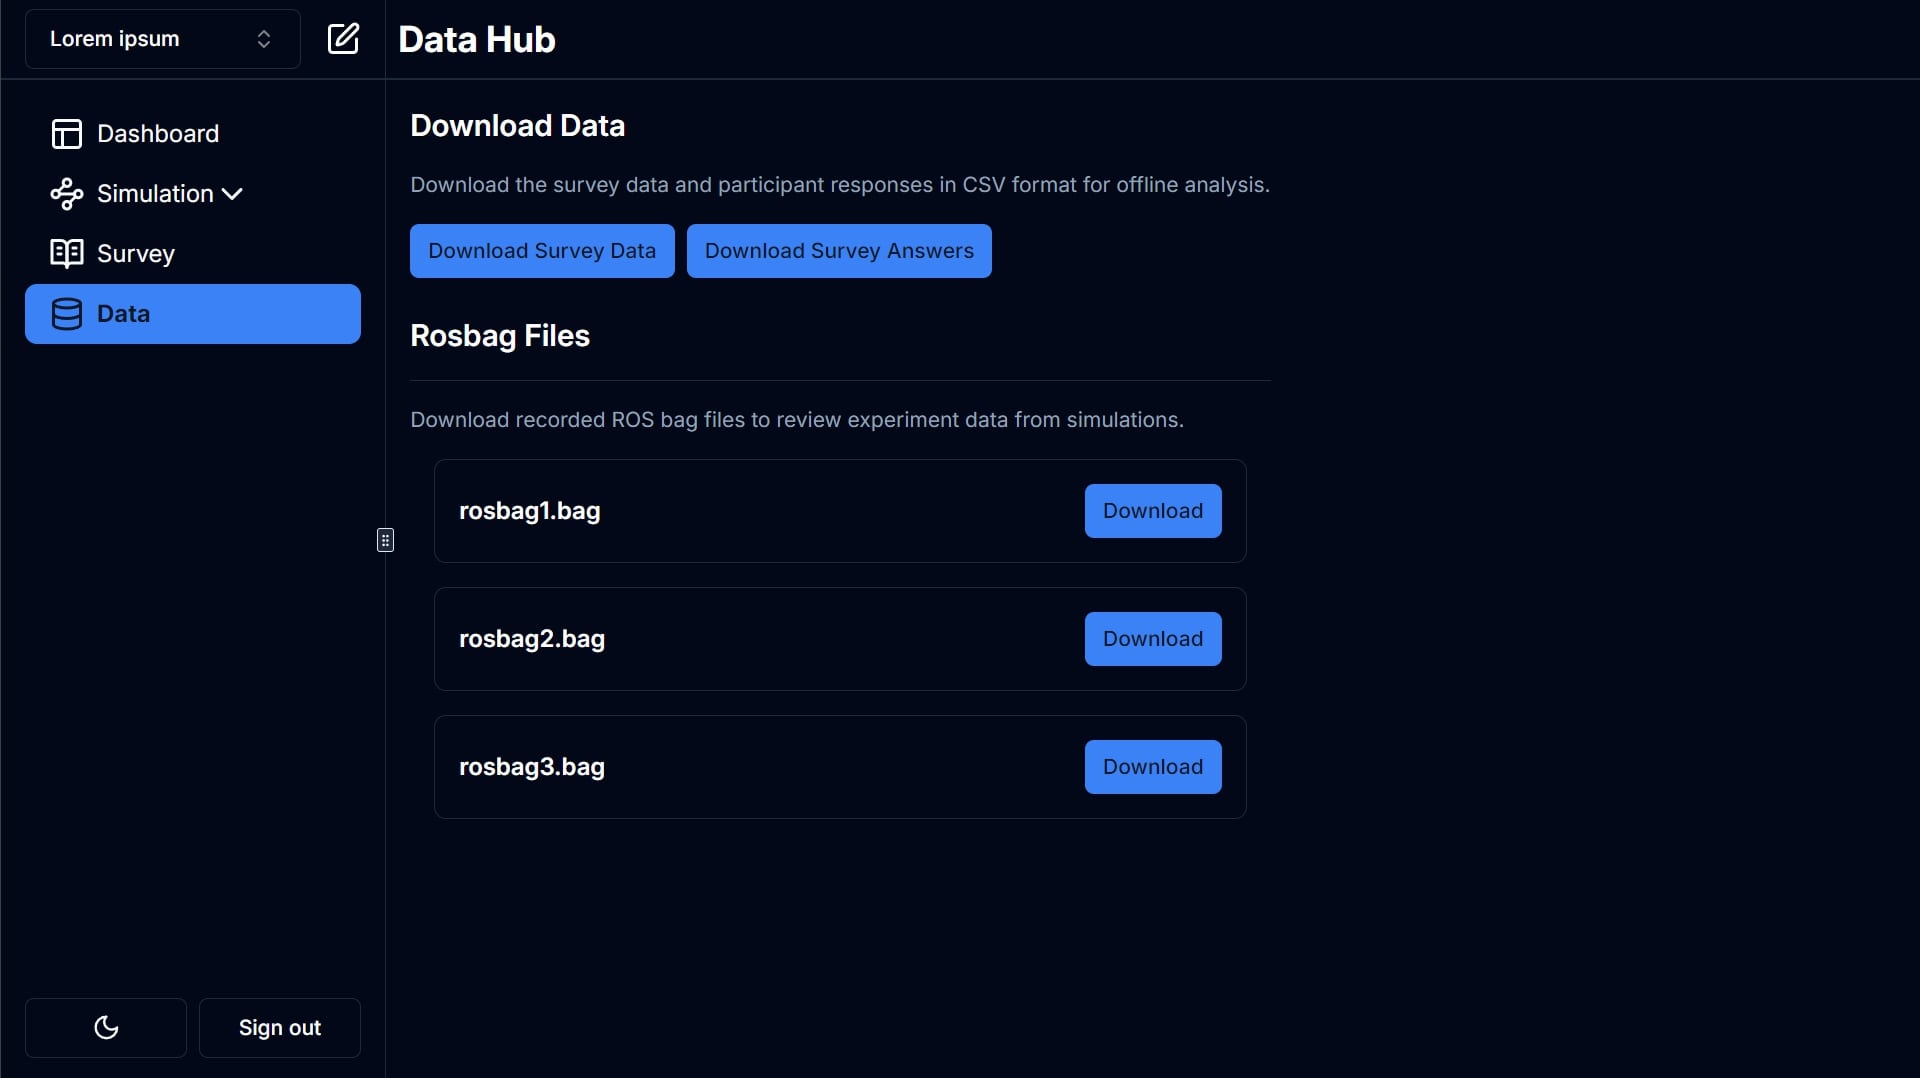 Lorem ipsum
Data Hub
Dashboard
Simulation
Survey
Data
Sign out
Download Data
Download the survey data and participant responses in CSV format for offline analysis.
Download Survey Data
Download Survey Answers
Rosbag Files
Download recorded ROS bag files to review experiment data from simulations.
rosbag1.bag
Download
rosbag2.bag
Download
rosbag3.bag
Download